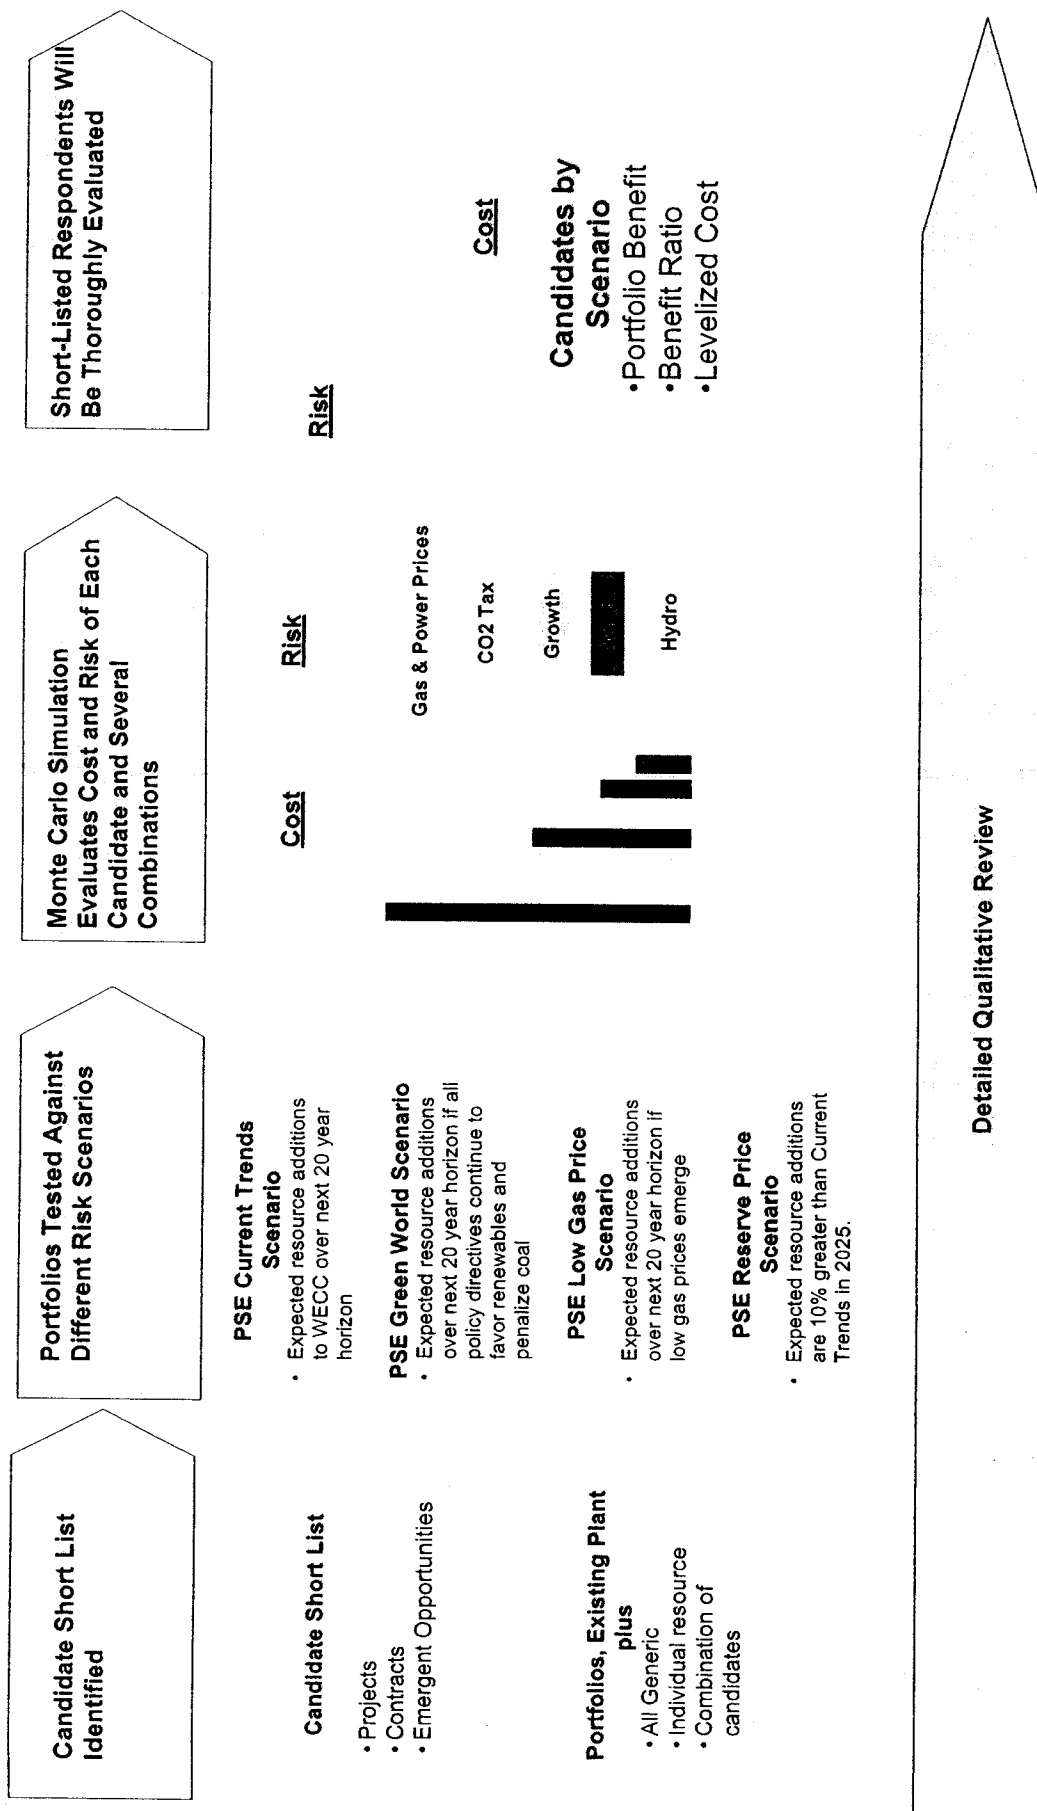 Candidate Short List
Identified
Portfolios Tested Against
Different Risk Scenarios
Monte Carlo Simulation
Evaluates Cost and Risk of Each
Candidate and Several
Combinations
Short-Listed Respondents Will
Be Thoroughly Evaluated
Candidate Short List
• Projects
• Contracts
• Emergent Opportunities
Portfolios, Existing Plant
plus
• All Generic
• Individual resource
• Combination of
candidates
PSE Current Trends
Scenario
• Expected resource additions
to WECC over next 20 year
horizon
PSE Green World Scenario
• Expected resource additions
over next 20 year horizon if all
policy directives continue to
favor renewables and
penalize coal
PSE Low Gas Price
Scenario
• Expected resource additions
over next 20 year horizon if
low gas prices emerge
PSE Reserve Price
Scenario
• Expected resource additions
are 10% greater than Current
Trends in 2025.
Cost
Risk
Gas & Power Prices
CO2 Tax
Growth
Hydro
Risk
Cost
Candidates by
Scenario
• Portfolio Benefit
• Benefit Ratio
• Levelized Cost
Detailed Qualitative Review